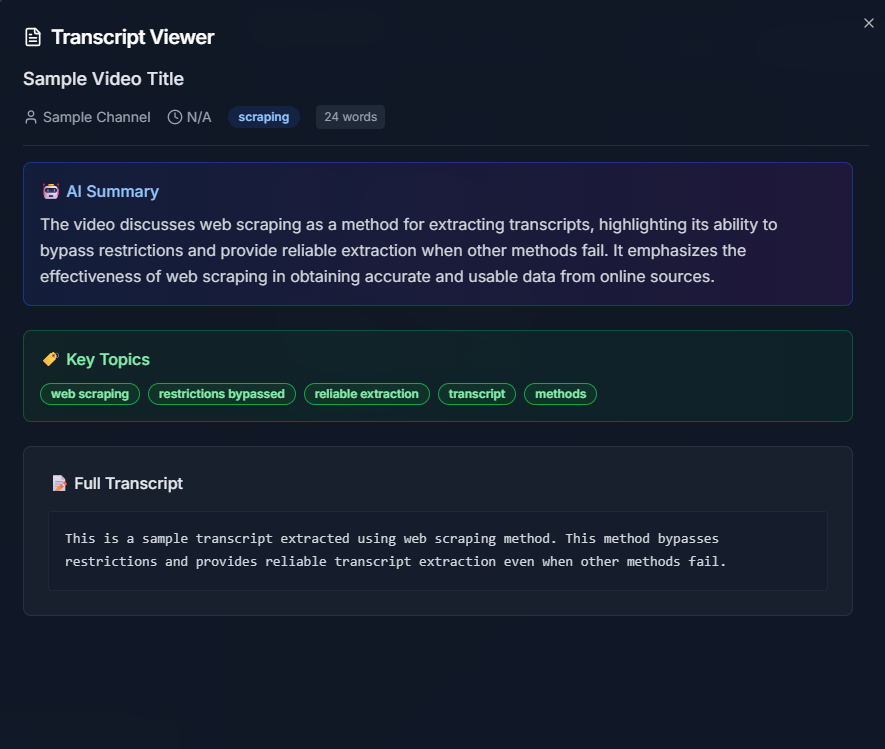 Transcript Viewer
Sample Video Title
Sample Channel N/A scraping 24 words
AI Summary
The video discusses web scraping as a method for extracting transcripts, highlighting its ability to
bypass restrictions and provide reliable extraction when other methods fail. It emphasizes the
effectiveness of web scraping in obtaining accurate and usable data from online sources.
Key Topics
web scraping restrictions bypassed reliable extraction transcript methods
Full Transcript
This is a sample transcript extracted using web scraping method. This method bypasses
restrictions and provides reliable transcript extraction even when other methods fail.